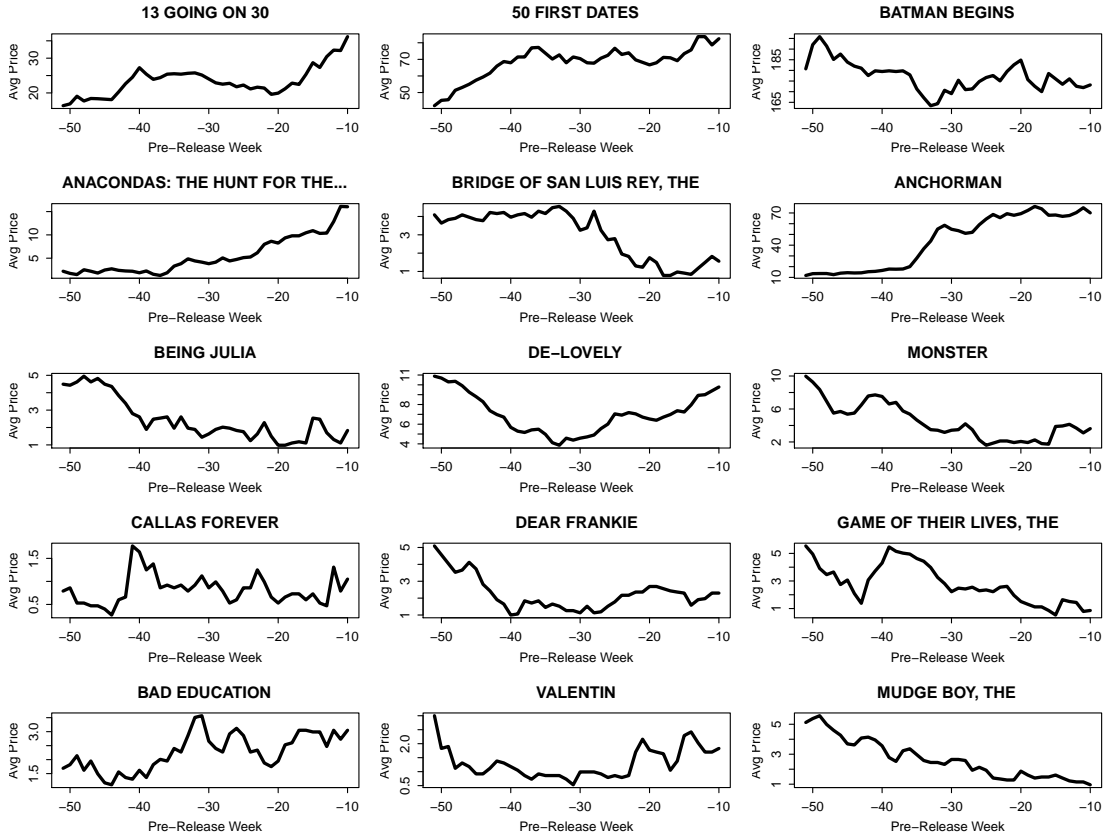 13 GOING ON 30
50 FIRST DATES
BATMAN BEGINS
Avg Price
20 30
−50 −40 −30 −20 −10
Pre−Release Week
Avg Price
50 70
−50 −40 −30 −20 −10
Pre−Release Week
Avg Price
165 185
−50 −40 −30 −20 −10
Pre−Release Week
ANACONDAS: THE HUNT FOR THE...
BRIDGE OF SAN LUIS REY, THE
ANCHORMAN
Avg Price
5 10
−50 −40 −30 −20 −10
Pre−Release Week
Avg Price
1 3
−50 −40 −30 −20 −10
Pre−Release Week
Avg Price
10 40 70
−50 −40 −30 −20 −10
Pre−Release Week
BEING JULIA
DE−LOVELY
MONSTER
Avg Price
1 3 5
−50 −40 −30 −20 −10
Pre−Release Week
Avg Price
4 6 8 11
−50 −40 −30 −20 −10
Pre−Release Week
Avg Price
2 6 10
−50 −40 −30 −20 −10
Pre−Release Week
CALLAS FOREVER
DEAR FRANKIE
GAME OF THEIR LIVES, THE
Avg Price
0.5 1.5
−50 −40 −30 −20 −10
Pre−Release Week
Avg Price
1 3 5
−50 −40 −30 −20 −10
Pre−Release Week
Avg Price
1 3 5
−50 −40 −30 −20 −10
Pre−Release Week
BAD EDUCATION
VALENTIN
MUDGE BOY, THE
Avg Price
1.5 3.0
−50 −40 −30 −20 −10
Pre−Release Week
Avg Price
0.5 2.0
−50 −40 −30 −20 −10
Pre−Release Week
Avg Price
1 3 5
−50 −40 −30 −20 −10
Pre−Release Week